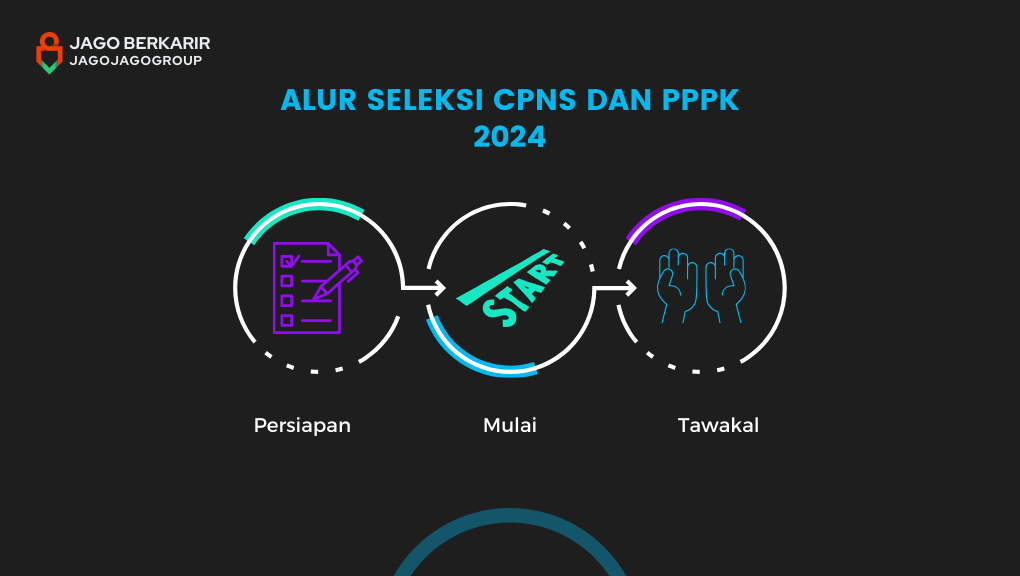 JAGO BERKARIR
JAGOJAGOGROUP
ALUR SELEKSI CPNS DAN PPPK
2024
START
Persiapan
Mulai
Tawakal